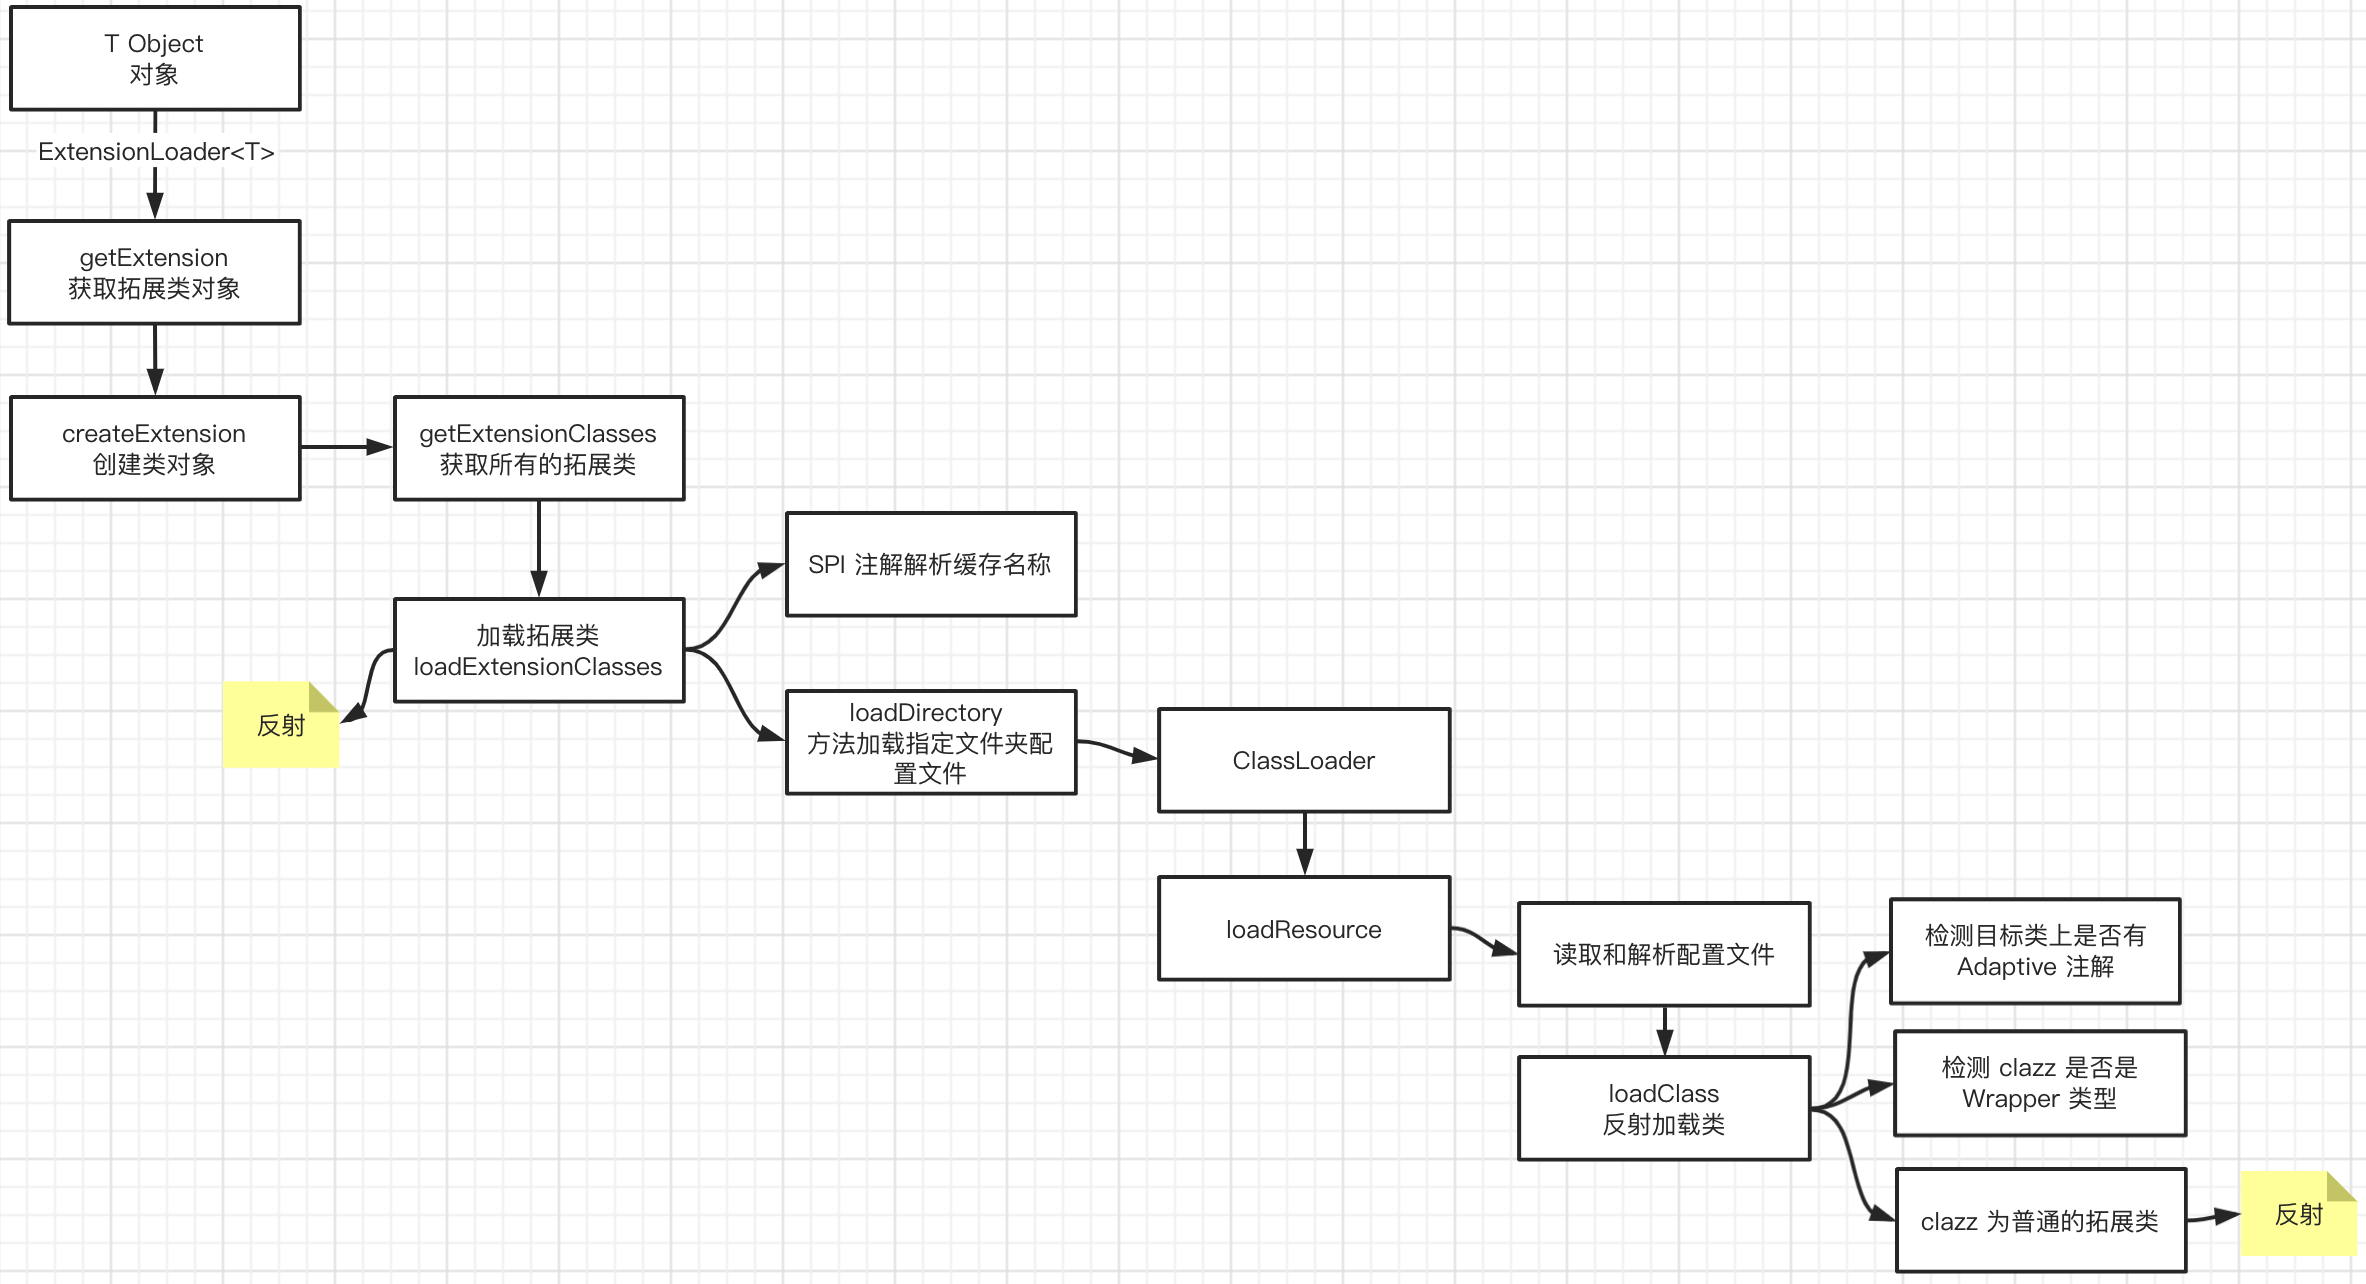 T Object
对象
ExtensionLoader<T>
getExtension
获取拓展类对象
createExtension
创建类对象
getExtensionClasses
获取所有的拓展类
SPI 注解解析缓存名称
加载拓展类
loadExtensionClasses
反射
loadDirectory
方法加载指定文件夹配
置文件
ClassLoader
loadResource
读取和解析配置文件
检测目标类上是否有
Adaptive 注解
loadClass
反射加载类
检测 clazz 是否是
Wrapper 类型
clazz 为普通的拓展类
反射